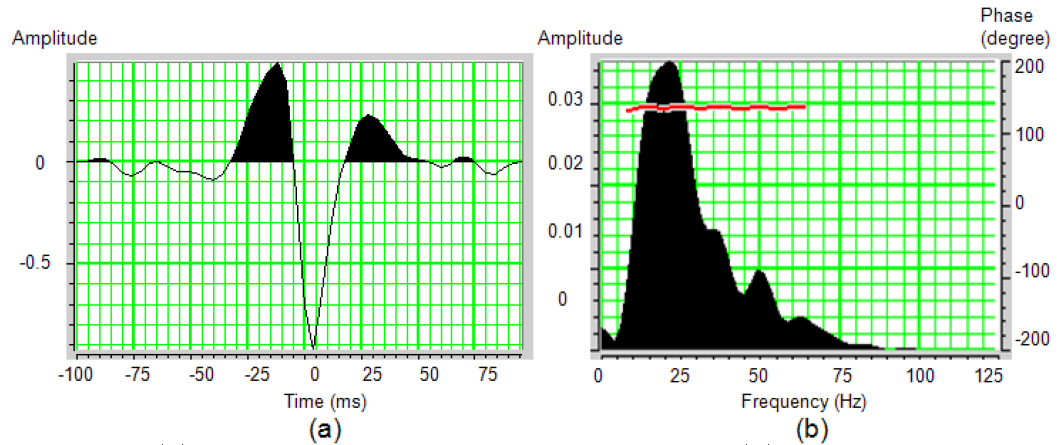 Amplitude
0
-0.5
-100 -75 -50 -25 0 25 50 75
Time (ms)
(a)
Amplitude
Phase
(degree)
0.03
0.02
0.01
0
200
100
0
-100
-200
0 25 50 75 100 125
Frequency (Hz)
(b)